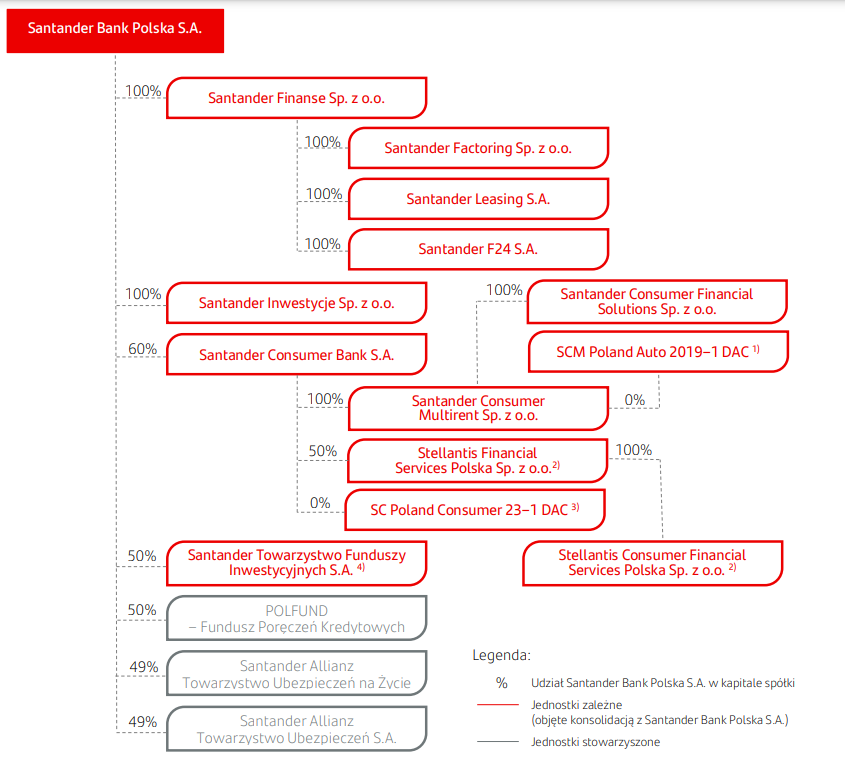 Santander Bank Polska S.A.
100%
Santander Finanse Sp. z o.o.
100%
Santander Factoring Sp. z o.o.
100%
Santander Leasing S.A.
100%
Santander F24 S.A.
100%
Santander Inwestycje Sp. z o.o.
100%
Santander Consumer Financial
Solutions Sp. z o.o.
60%
Santander Consumer Bank S.A.
SCM Poland Auto 2019–1 DAC 1)
100%
Santander Consumer
Multirent Sp. z o.o.
0%
50%
Stellantis Financial
Services Polska Sp. z o.o.2)
100%
0%
SC Poland Consumer 23–1 DAC 3)
50%
Santander Towarzystwo Funduszy
Inwestycyjnych S.A. 4)
Stellantis Consumer Financial
Services Polska Sp. z o.o. 2)
50%
POLFUND
– Fundusz Poręczeń Kredytowych
49%
Santander Allianz
Towarzystwo Ubezpieczeń na Życie
49%
Santander Allianz
Towarzystwo Ubezpieczeń S.A.
Legenda:
% Udział Santander Bank Polska S.A. w kapitale spółki
Jednostki zależne
(objęte konsolidacją z Santander Bank Polska S.A.)
Jednostki stowarzyszone